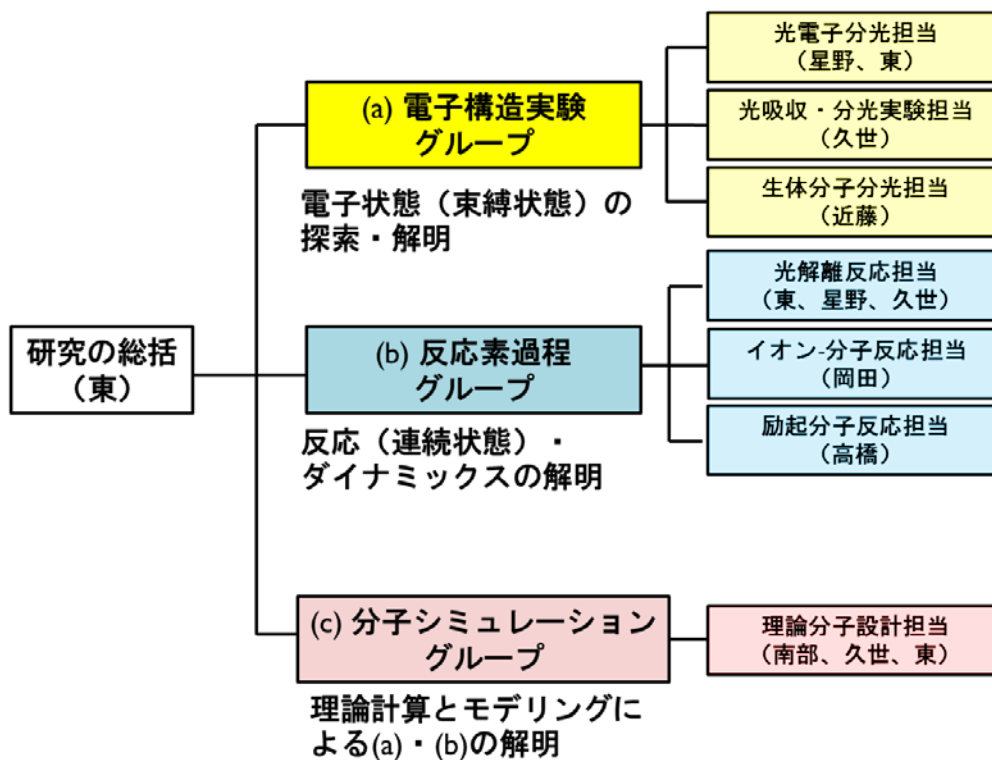 研究の総括
（東）
(a) 電子構造実験
グループ
電子状態（束縛状態）の
探索・解明
光電子分光担当
（星野、東）
光吸収・分光実験担当
（久世）
生体分子分光担当
（近藤）
(b) 反応素過程
グループ
反応（連続状態）・
ダイナミックスの解明
光解離反応担当
（東、星野、久世）
イオン-分子反応担当
（岡田）
励起分子反応担当
（高橋）
(c) 分子シミュレーション
グループ
理論計算とモデリングに
よる(a)・(b)の解明
理論分子設計担当
（南部、久世、東）